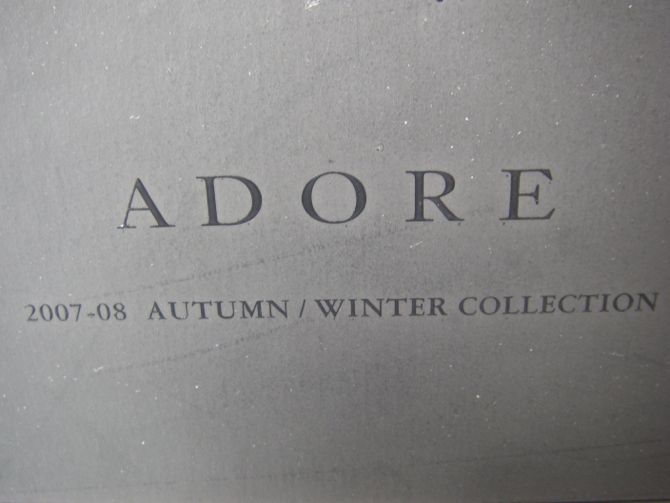 ADORE
2007-08 AUTUMN / WINTER COLLECTION